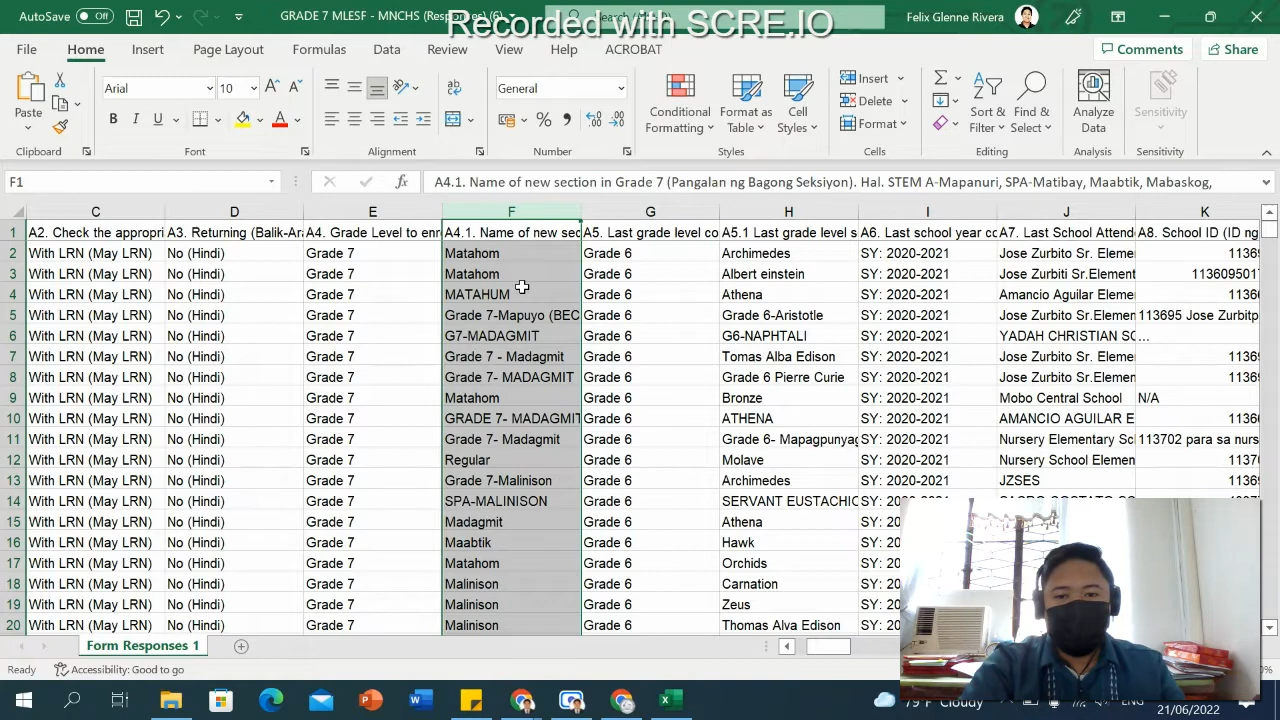 AutoSave Off GRADE 7 MLESF - MNCHS (Responses) (6) Felix Glenne Rivera
Recorded with SCRE.IO
File Home Insert Page Layout Formulas Data Review View Help ACROBAT Comments Share
Paste Arial 10 General Conditional Formatting Format as Table Cell Styles Insert Delete Format Sort & Filter Find & Select Analyze Data Sensitivity
Clipboard Font Alignment Number Styles Cells Editing Analysis Sensitivity
F1 A4.1. Name of new section in Grade 7 (Pangalan ng Bagong Seksiyon). Hal. STEM A-Mapanuri, SPA-Matibay, Maabtik, Mabaskog,
C D E F G H I J K
1 A2. Check the appropri A3. Returning (Balik-Ara A4. Grade Level to enr A4.1. Name of new sec A5. Last grade level co A5.1 Last grade level s A6. Last school year co A7. Last School Attend A8. School ID (ID ng
2 With LRN (May LRN) No (Hindi) Grade 7 Matahom Grade 6 Archimedes SY: 2020-2021 Jose Zurbito Sr. Element 1136
3 With LRN (May LRN) No (Hindi) Grade 7 Matahom Grade 6 Albert einstein SY: 2020-2021 Jose Zurbiti Sr.Element 1136095017
4 With LRN (May LRN) No (Hindi) Grade 7 MATAHUM Grade 6 Athena SY: 2020-2021 Amancio Aguilar Eleme 1136
5 With LRN (May LRN) No (Hindi) Grade 7 Grade 7-Mapuyo (BEC Grade 6 Grade 6-Aristotle SY: 2020-2021 Jose Zurbito Sr.Elemen 113695 Jose Zurbitp
6 With LRN (May LRN) No (Hindi) Grade 7 G7-MADAGMIT Grade 6 G6-NAPHTALI SY: 2020-2021 YADAH CHRISTIAN SC ...
7 With LRN (May LRN) No (Hindi) Grade 7 Grade 7 - Madagmit Grade 6 Tomas Alba Edison SY: 2020-2021 Jose Zurbito Sr. Eleme 1136
8 With LRN (May LRN) No (Hindi) Grade 7 Grade 7- MADAGMIT Grade 6 Grade 6 Pierre Curie SY: 2020-2021 Jose Zurbito Sr. Elemen 1136
9 With LRN (May LRN) No (Hindi) Grade 7 Matahom Grade 6 Bronze SY: 2020-2021 Mobo Central School N/A
10 With LRN (May LRN) No (Hindi) Grade 7 GRADE 7- MADAGMIT Grade 6 ATHENA SY: 2020-2021 AMANCIO AGUILAR E 1136
11 With LRN (May LRN) No (Hindi) Grade 7 Grade 7- Madagmit Grade 6 Grade 6- Mapagpunyag SY: 2020-2021 Nursery Elementary Sc 113702 para sa nurs
12 With LRN (May LRN) No (Hindi) Grade 7 Regular Grade 6 Molave SY: 2020-2021 Nursery School Elemen 1137
13 With LRN (May LRN) No (Hindi) Grade 7 Grade 7-Malinison Grade 6 Archimedes SY: 2020-2021 JZSES 1136
14 With LRN (May LRN) No (Hindi) Grade 7 SPA-MALINISON Grade 6 SERVANT EUSTACHIO SY: 2020-2021
15 With LRN (May LRN) No (Hindi) Grade 7 Madagmit Grade 6 Athena SY: 20
16 With LRN (May LRN) No (Hindi) Grade 7 Maabtik Grade 6 Hawk SY: 20
17 With LRN (May LRN) No (Hindi) Grade 7 Matahom Grade 6 Orchids SY: 20
18 With LRN (May LRN) No (Hindi) Grade 7 Malinison Grade 6 Carnation SY: 20
19 With LRN (May LRN) No (Hindi) Grade 7 Malinison Grade 6 Zeus SY: 20
20 With LRN (May LRN) No (Hindi) Grade 7 Malinison Grade 6 Thomas Alva Edison SY: 20
Form Responses 1
Ready Accessibility: Good to go
79°F Cloudy ENG
21/06/2022